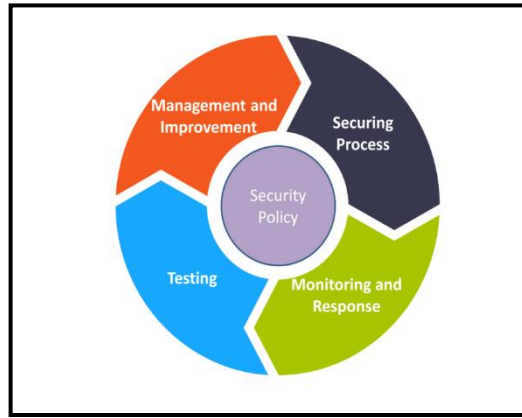 Management and
Improvement
Securing
Process
Security
Policy
Testing
Monitoring and
Response